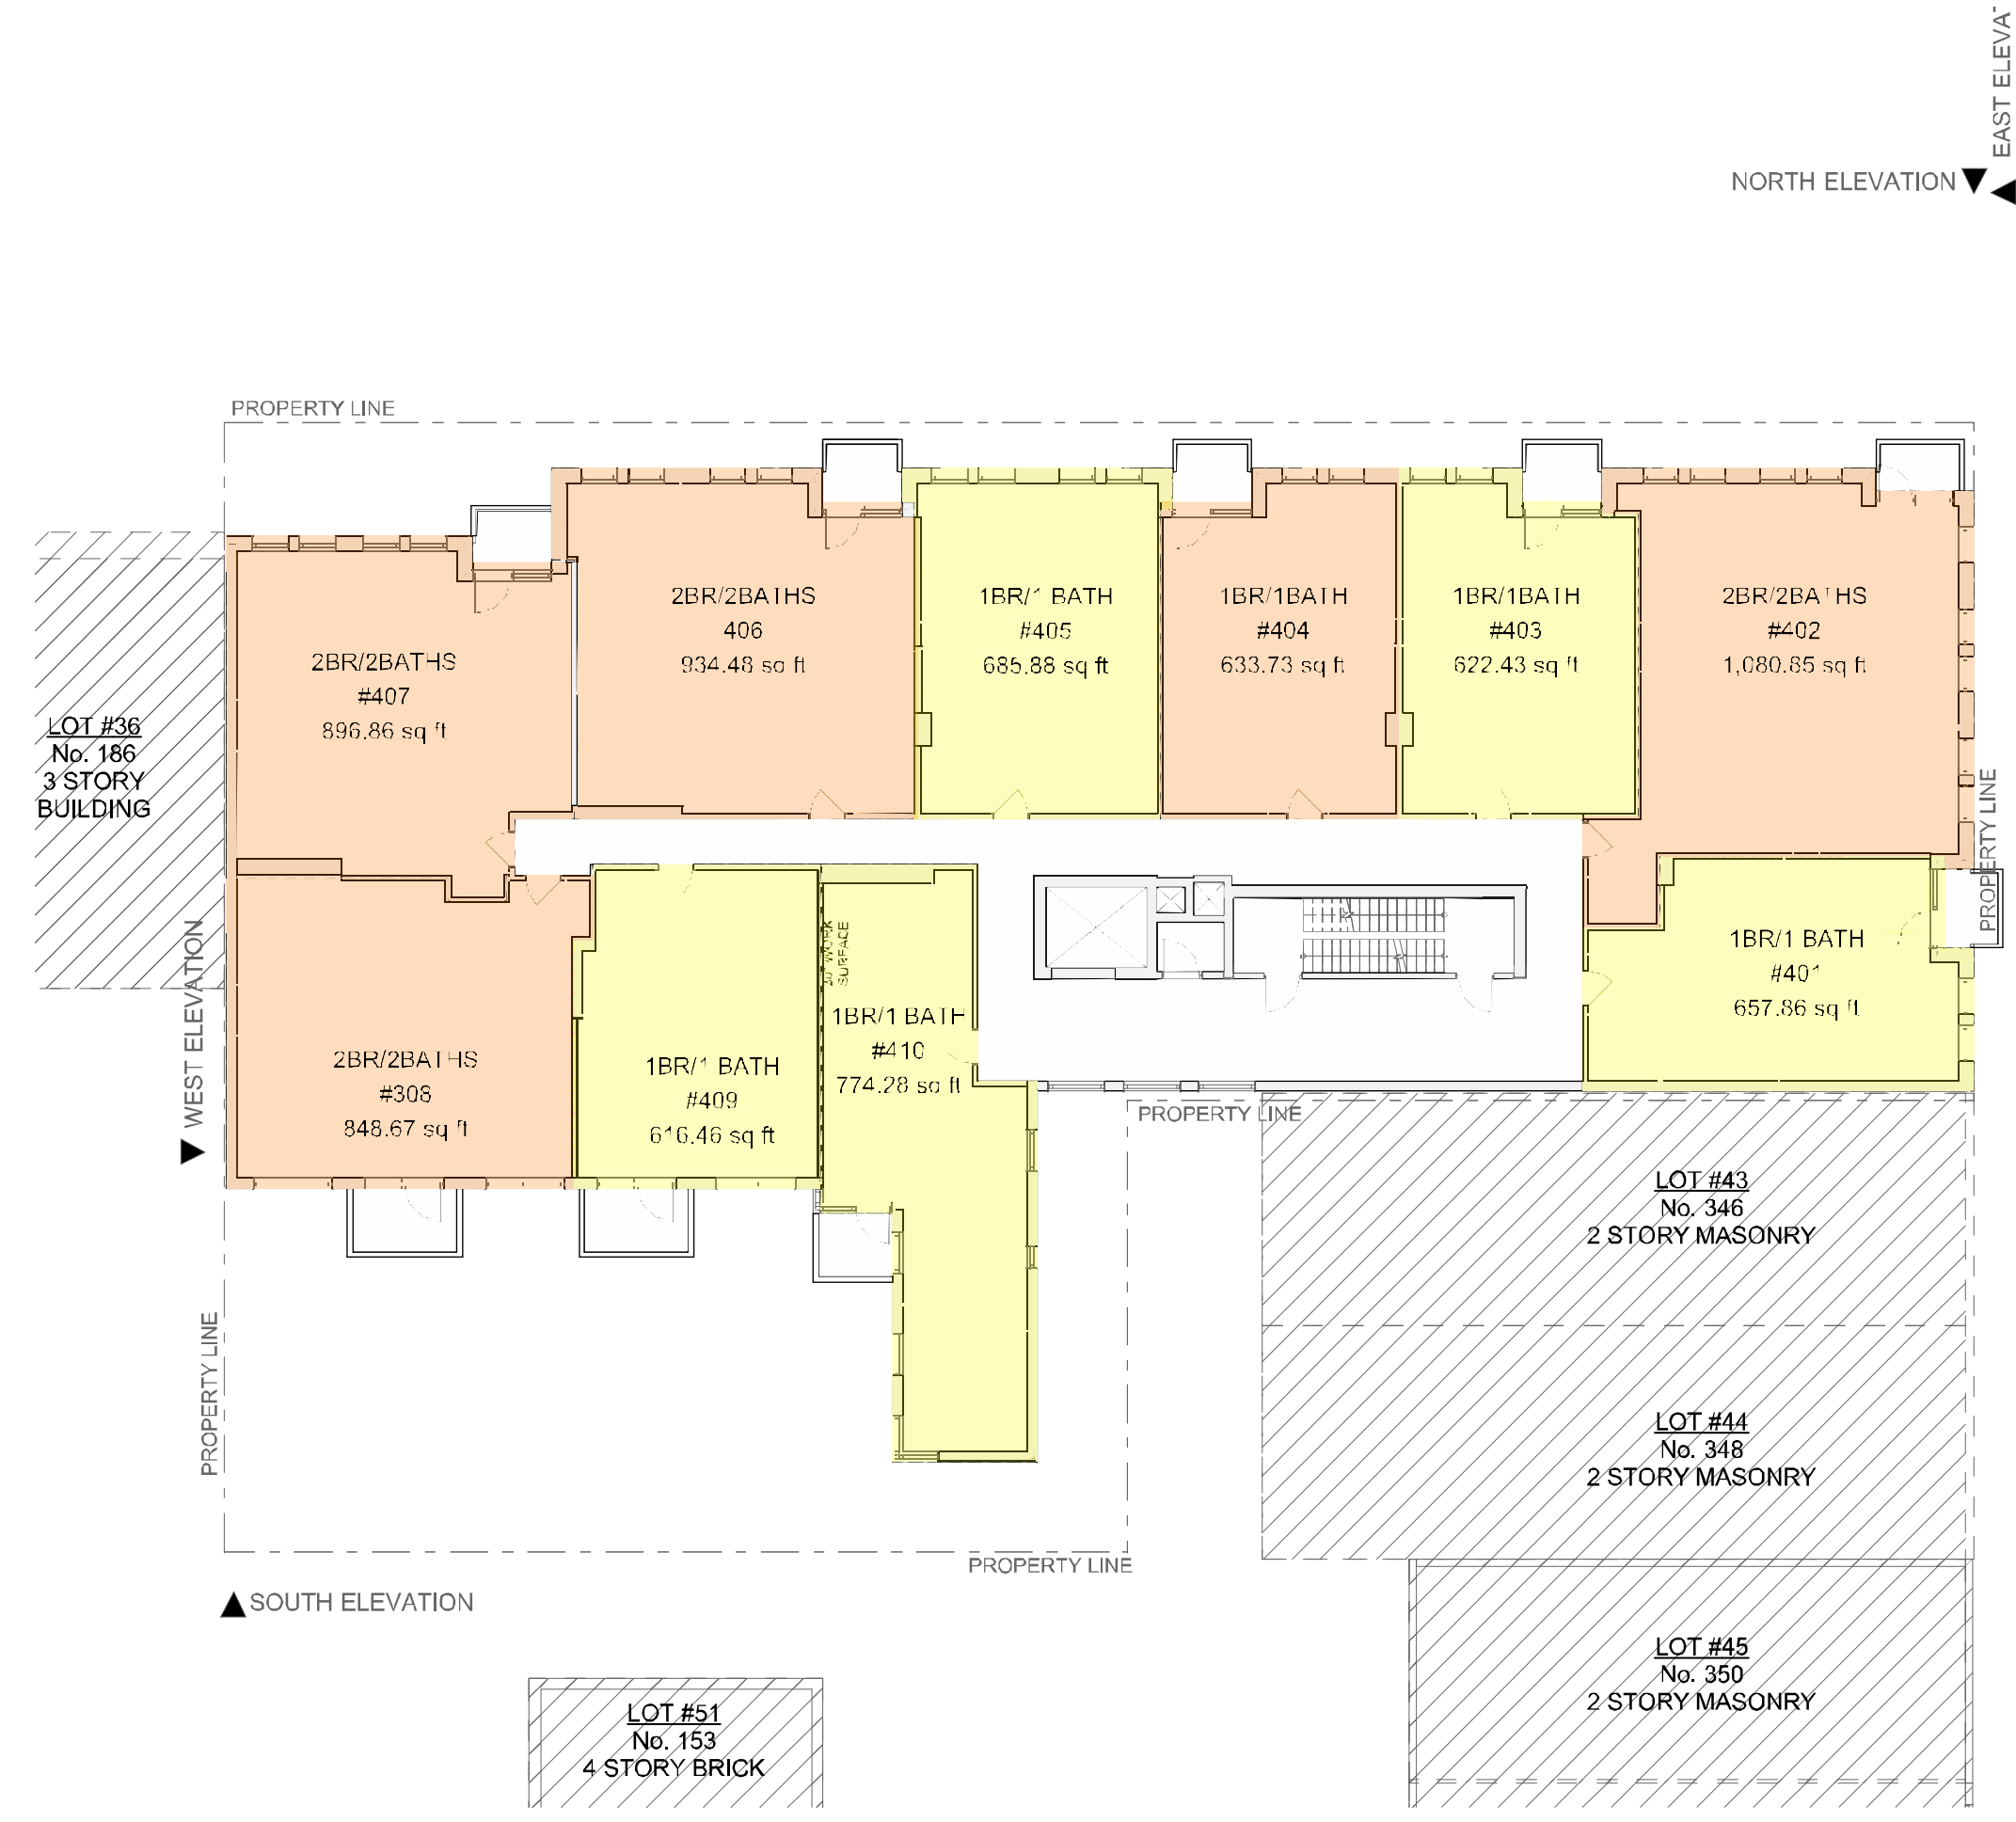 EAST ELEVA
NORTH ELEVATION
PROPERTY LINE
2BR/2BATHS
406
934.48 sq ft
1BR/1 BATH
#405
685.88 sq ft
1BR/1BATH
#404
633.73 sq ft
1BR/1BATH
#403
622.43 sq ft
2BR/2BATHS
#402
1,080.85 sq ft
2BR/2BATHS
#407
896.86 sq ft
LOT #36
No. 186
3 STORY
BUILDING
PROPERTY LINE
WEST ELEVATION
WORK
SURFACE
1BR/1 BATH
#401
657.86 sq ft
1BR/1 BATH
#410
774.28 sq ft
2BR/2BATHS
#308
848.67 sq ft
1BR/1 BATH
#409
616.46 sq ft
PROPERTY LINE
LOT #43
No. 346
2 STORY MASONRY
PROPERTY LINE
LOT #44
No. 348
2 STORY MASONRY
PROPERTY LINE
SOUTH ELEVATION
LOT #45
No. 350
2 STORY MASONRY
LOT #51
No. 153
4 STORY BRICK